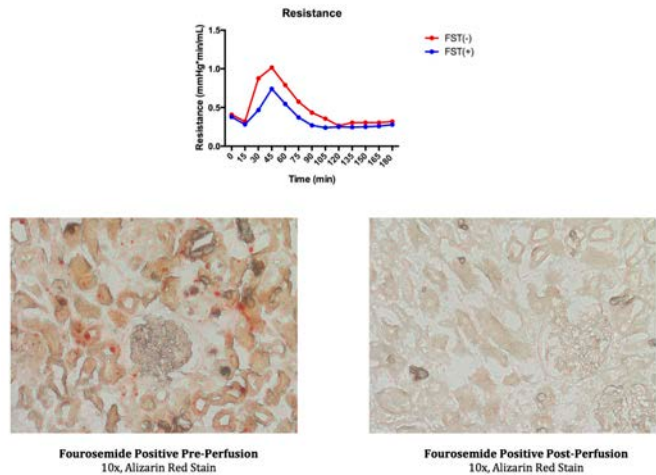 Resistance
Resistance (mmHg*min/mL)
1.5
1.0
0.5
0.0
0 15 30 45 60 75 90 105 120 135 150 165 180
Time (min)
FST(-)
FST(+)
Fourosemide Positive Pre-Perfusion
10x, Alizarin Red Stain
Fourosemide Positive Post-Perfusion
10x, Alizarin Red Stain